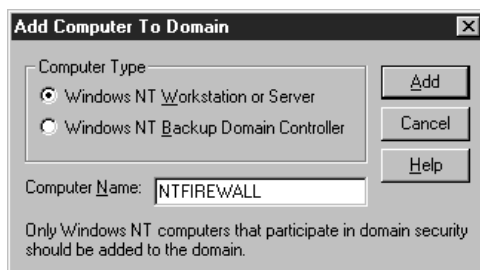 Add Computer To Domain
Computer Type
Windows NT Workstation or Server
Windows NT Backup Domain Controller
Add
Cancel
Help
Computer Name: NTFIREWALL
Only Windows NT computers that participate in domain security
should be added to the domain.